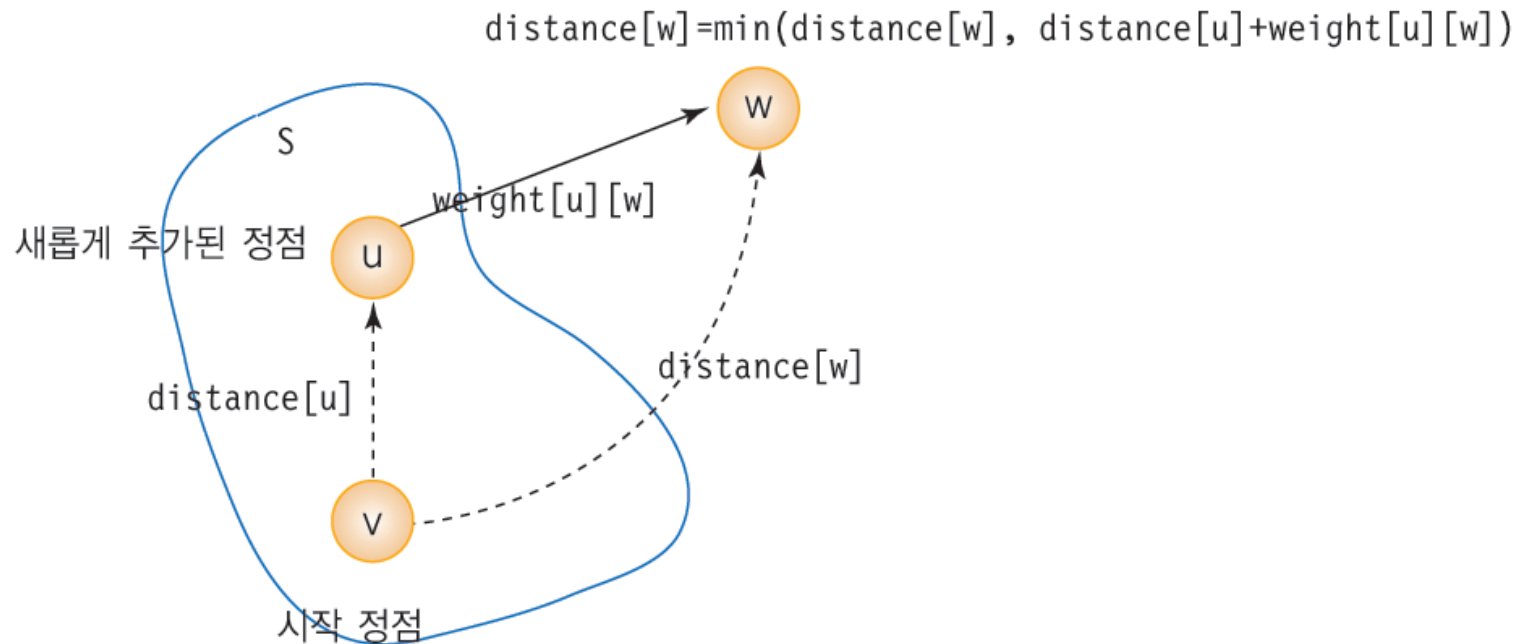 distance[w]=min(distance[w], distance[u]+weight[u][w])
w
S
weight[u][w]
새롭게 추가된 정점
u
distance[w]
distance[u]
v
시작 정점